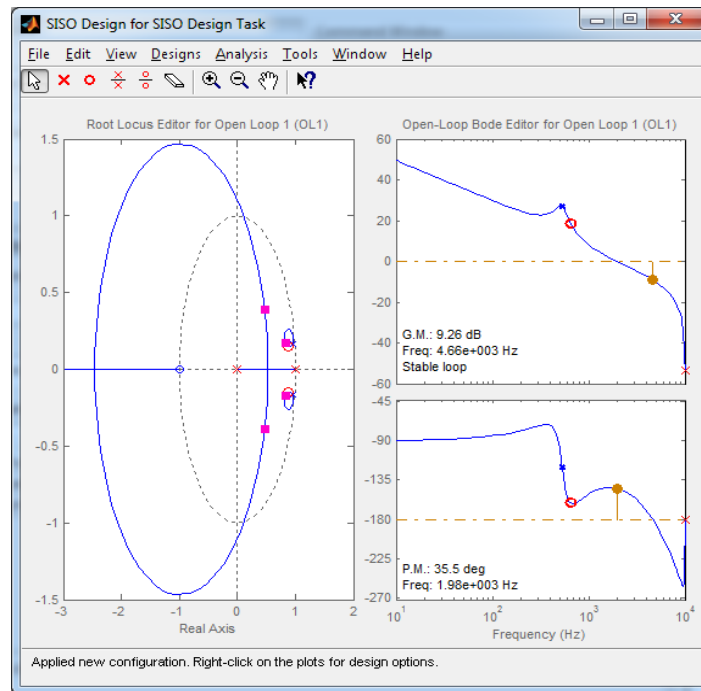 SISO Design for SISO Design Task
File Edit View Designs Analysis Tools Window Help
Root Locus Editor for Open Loop 1 (OL1)
1.5
1
0.5
0
-0.5
-1
-1.5
-3 -2 -1 0 1 2
Real Axis
Open-Loop Bode Editor for Open Loop 1 (OL1)
60
40
20
0
-20
-40
-60
G.M.: 9.26 dB
Freq: 4.66e+003 Hz
Stable loop
-45
-90
-135
-180
-225
-270
P.M.: 35.5 deg
Freq: 1.98e+003 Hz
10^1 10^2 10^3 10^4
Frequency (Hz)
Applied new configuration. Right-click on the plots for design options.